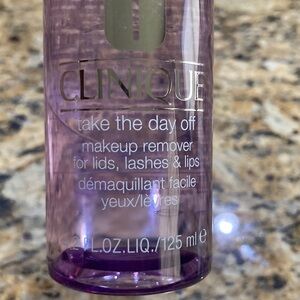 CLINIQUE
take the day off
makeup remover
for lids, lashes & lips
démaquillant facile
yeux/lèvres
FL.OZ.LIQ./125 ml e